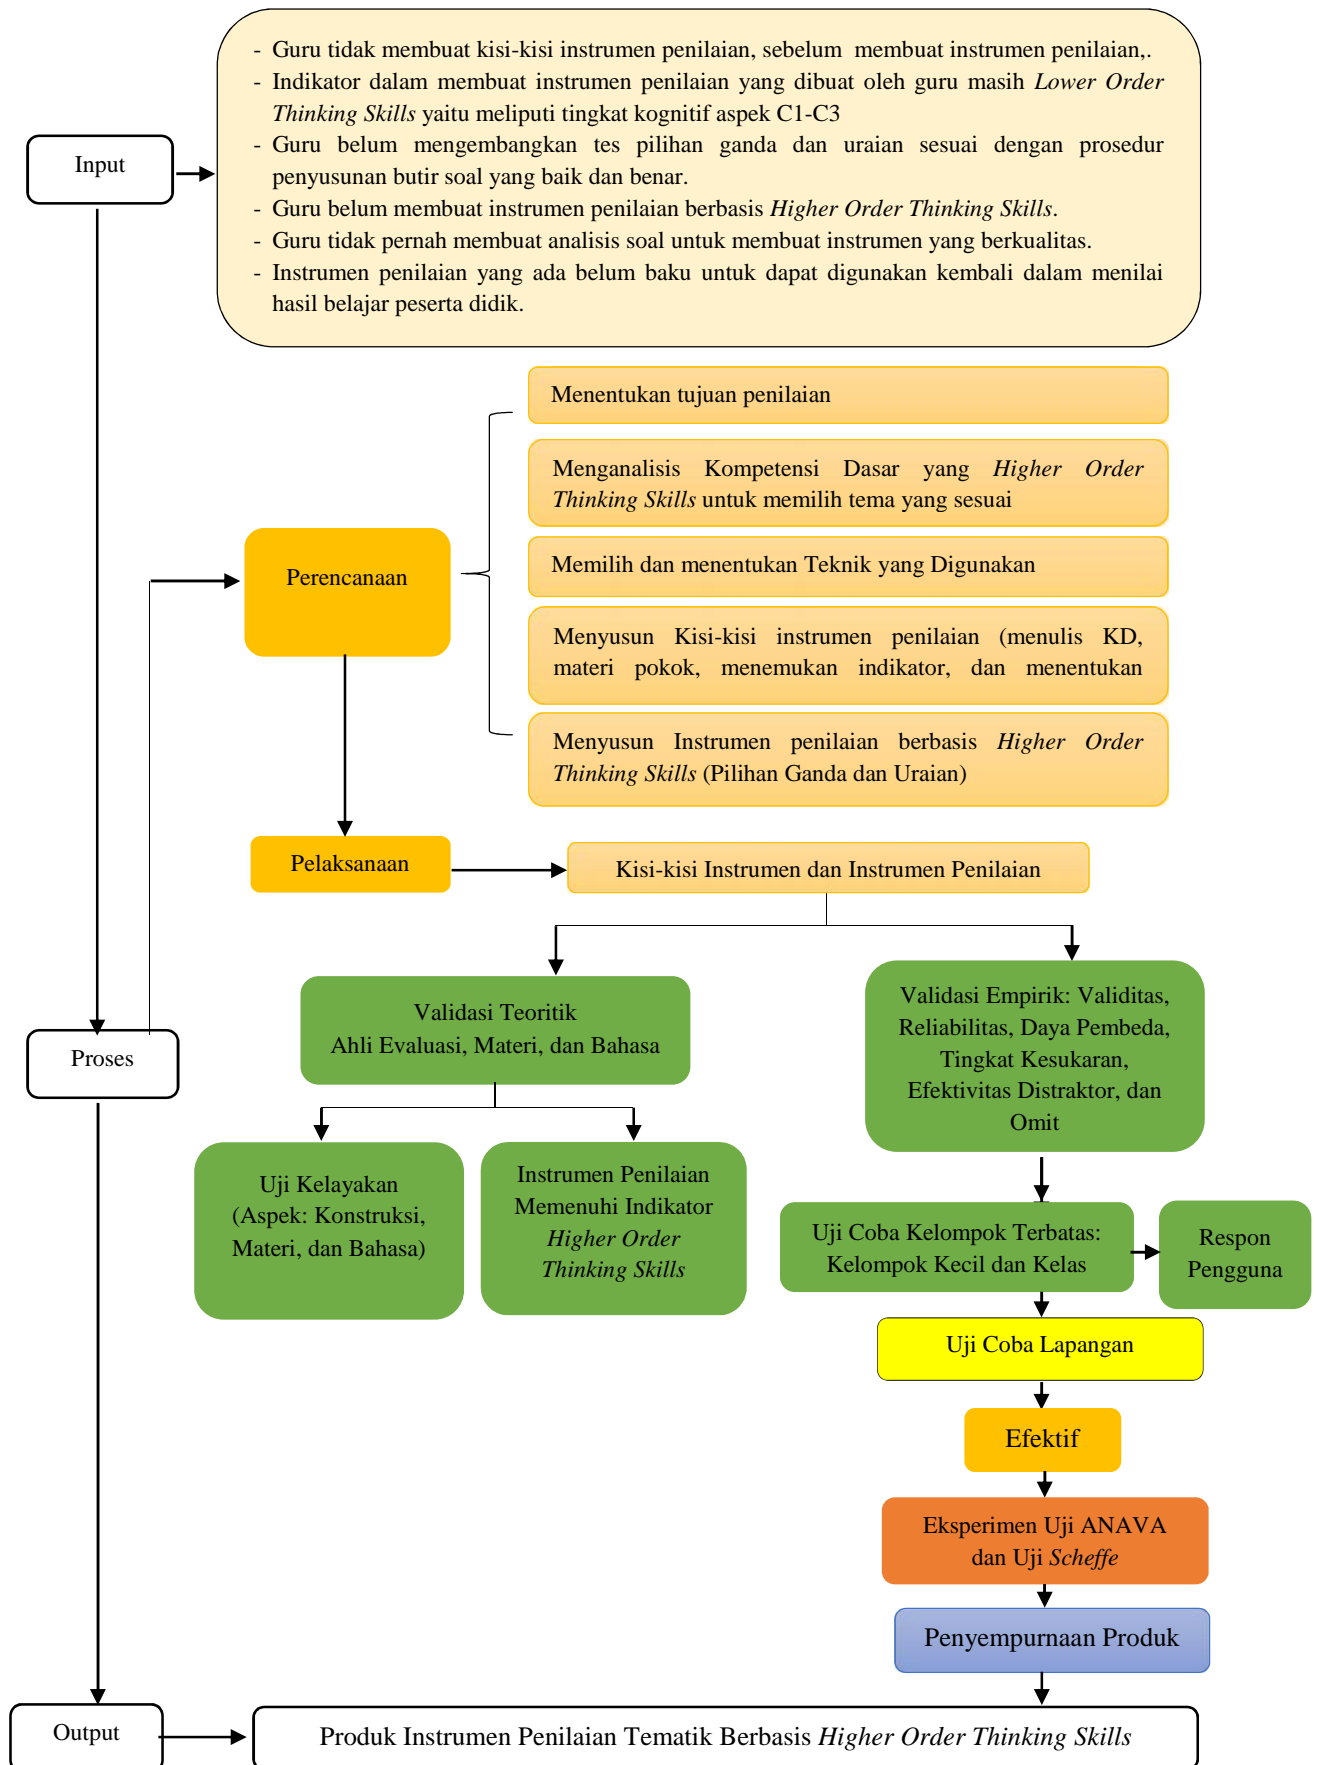 Input
- Guru tidak membuat kisi-kisi instrumen penilaian, sebelum membuat instrumen penilaian,.
- Indikator dalam membuat instrumen penilaian yang dibuat oleh guru masih Lower Order
Thinking Skills yaitu meliputi tingkat kognitif aspek C1-C3
- Guru belum mengembangkan tes pilihan ganda dan uraian sesuai dengan prosedur
penyusunan butir soal yang baik dan benar.
- Guru belum membuat instrumen penilaian berbasis Higher Order Thinking Skills.
- Guru tidak pernah membuat analisis soal untuk membuat instrumen yang berkualitas.
- Instrumen penilaian yang ada belum baku untuk dapat digunakan kembali dalam menilai
hasil belajar peserta didik.
Proses
Perencanaan
Menentukan tujuan penilaian
Menganalisis Kompetensi Dasar yang Higher Order
Thinking Skills untuk memilih tema yang sesuai
Memilih dan menentukan Teknik yang Digunakan
Menyusun Kisi-kisi instrumen penilaian (menulis KD,
materi pokok, menemukan indikator, dan menentukan
Menyusun Instrumen penilaian berbasis Higher Order
Thinking Skills (Pilihan Ganda dan Uraian)
Pelaksanaan
Kisi-kisi Instrumen dan Instrumen Penilaian
Validasi Teoritik
Ahli Evaluasi, Materi, dan Bahasa
Uji Kelayakan
(Aspek: Konstruksi,
Materi, dan Bahasa)
Instrumen Penilaian
Memenuhi Indikator
Higher Order
Thinking Skills
Validasi Empirik: Validitas,
Reliabilitas, Daya Pembeda,
Tingkat Kesukaran,
Efektivitas Distraktor, dan
Omit
Uji Coba Kelompok Terbatas:
Kelompok Kecil dan Kelas
Respon
Pengguna
Uji Coba Lapangan
Efektif
Eksperimen Uji ANAVA
dan Uji Scheffe
Penyempurnaan Produk
Output
Produk Instrumen Penilaian Tematik Berbasis Higher Order Thinking Skills